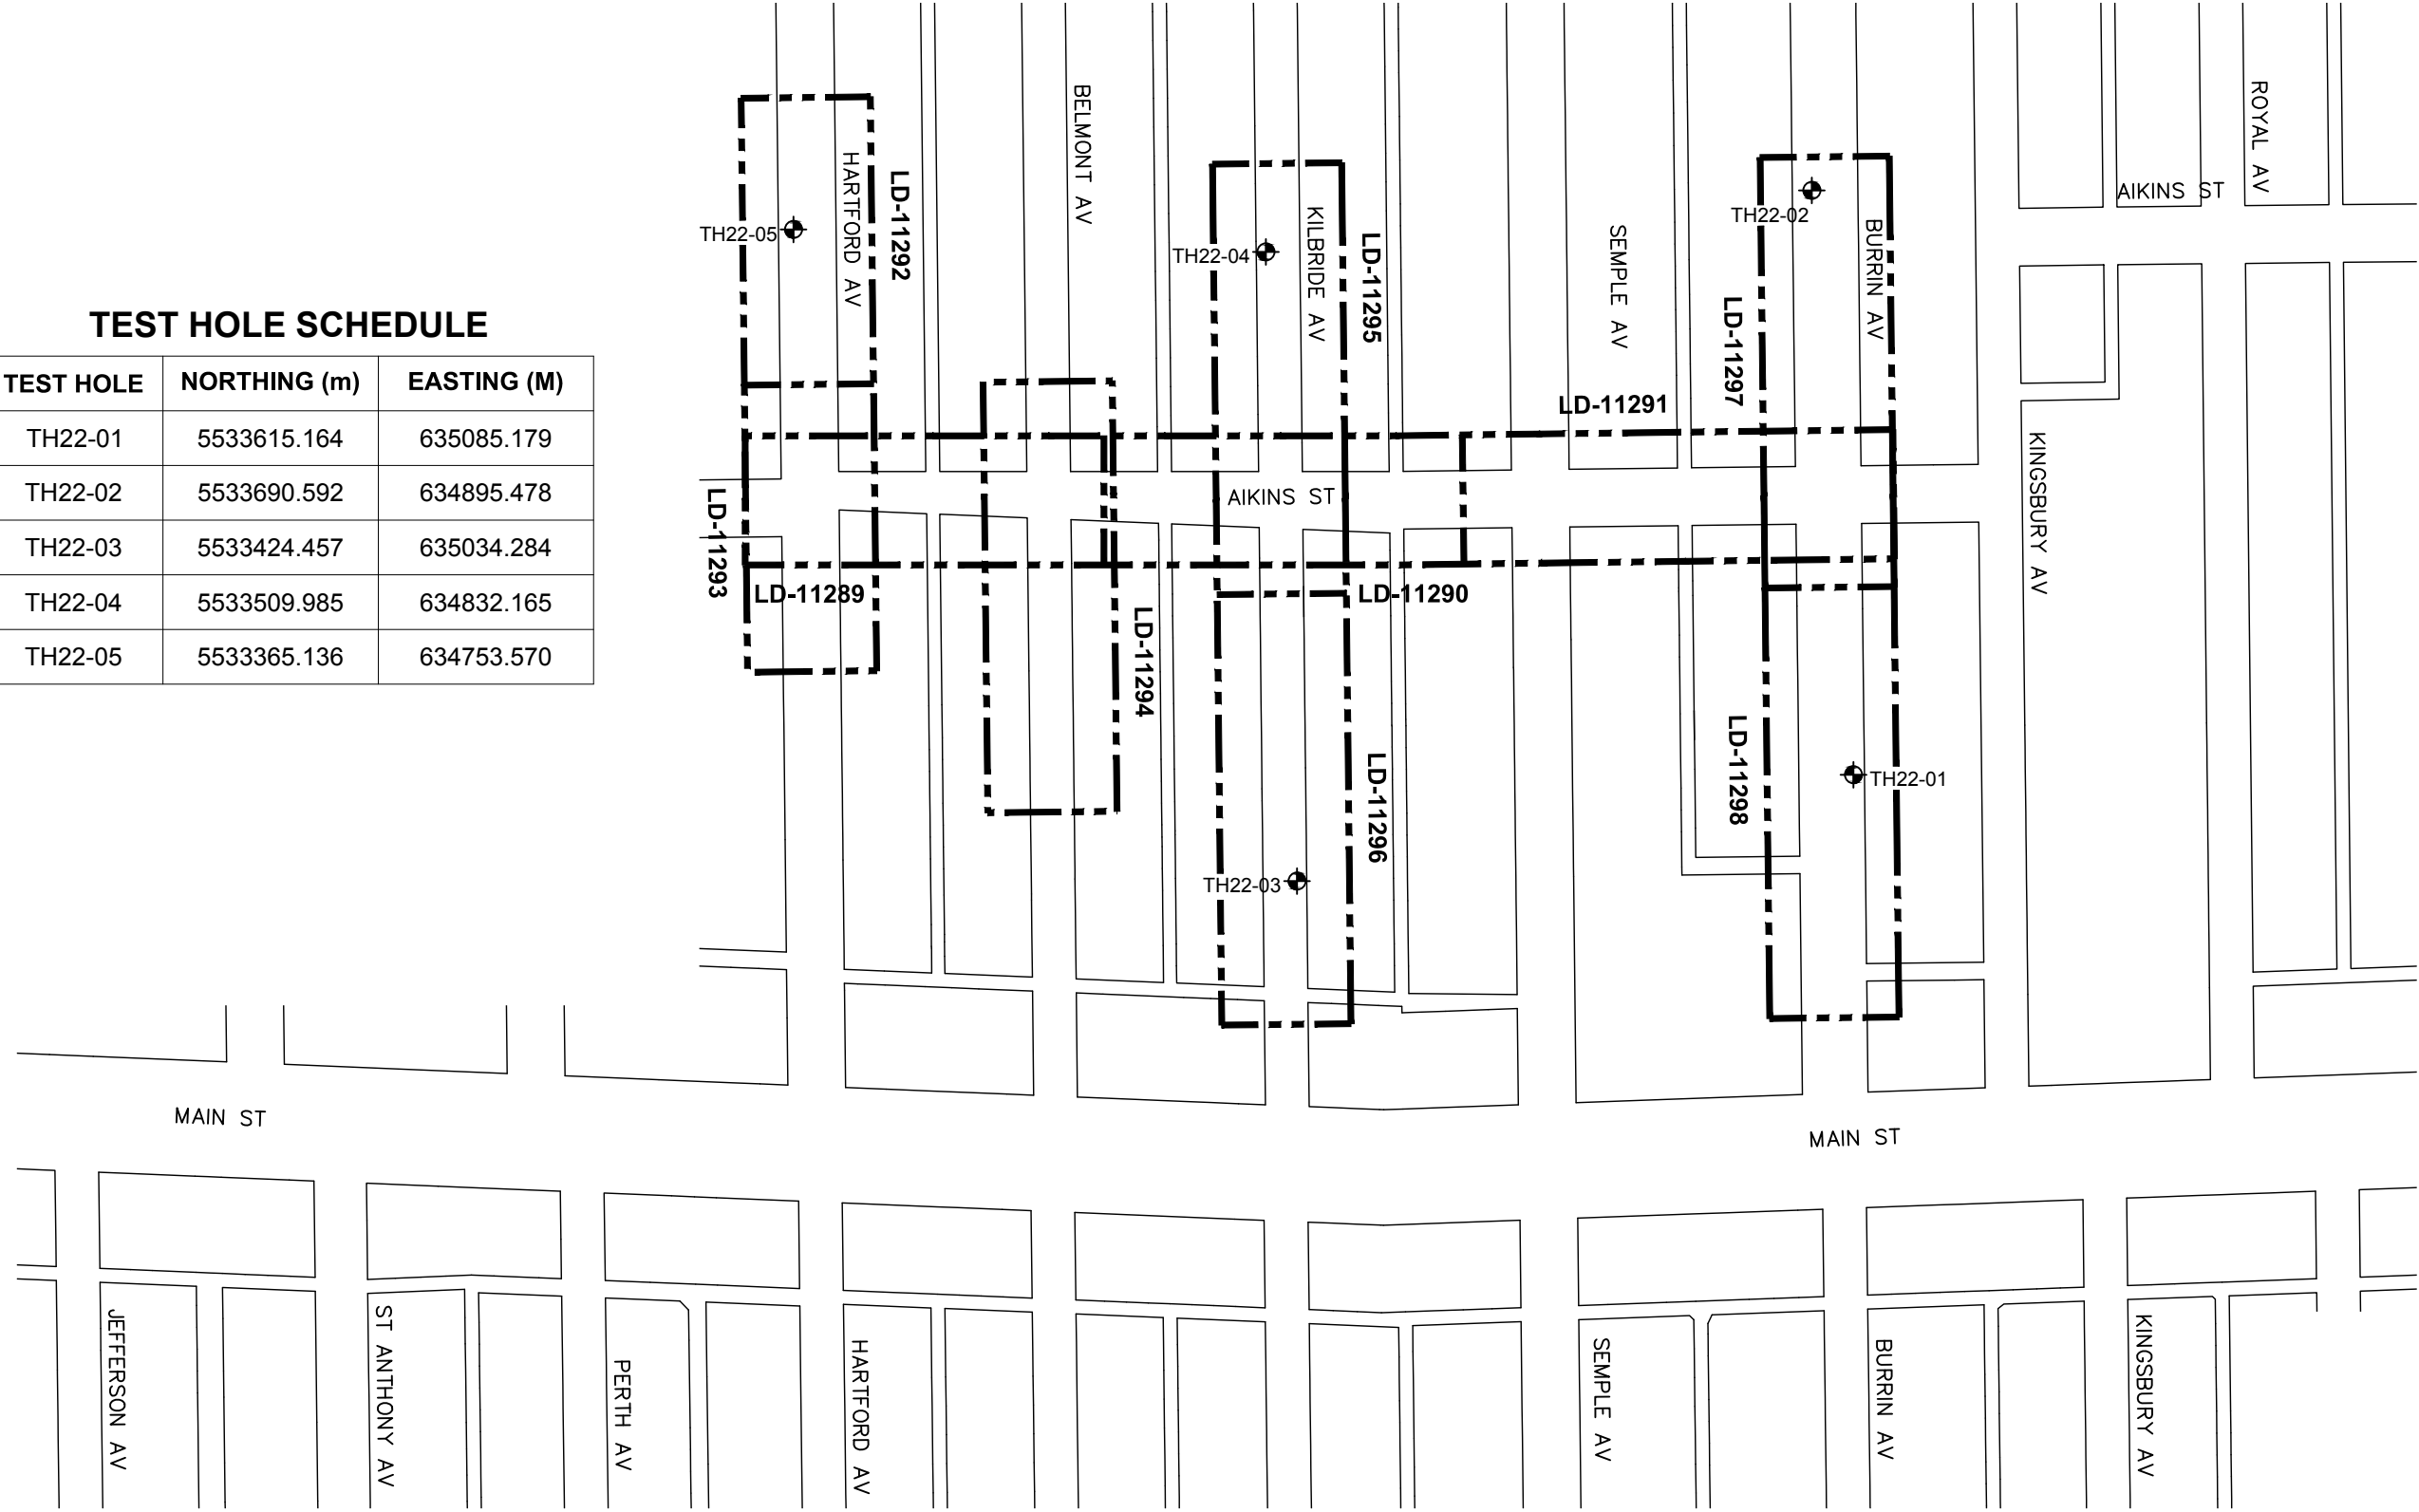 TEST HOLE SCHEDULE
TEST HOLE NORTHING (m) EASTING (M)
TH22-01 5533615.164 635085.179
TH22-02 5533690.592 634895.478
TH22-03 5533424.457 635034.284
TH22-04 5533509.985 634832.165
TH22-05 5533365.136 634753.570
BELMONT AV
ROYAL AV
HARTFORD AV
LD-11292
AIKINS ST
TH22-05
TH22-04
KILBRIDE AV
LD-11295
SEMPLE AV
TH22-02
BURRIN AV
LD-11297
LD-11291
KINGSBURY AV
LD-11293
AIKINS ST
LD-11289
LD-11290
LD-11294
LD-11298
TH22-01
LD-11296
TH22-03
MAIN ST
MAIN ST
JEFFERSON AV
ST ANTHONY AV
PERTH AV
HARTFORD AV
SEMPLE AV
BURRIN AV
KINGSBURY AV